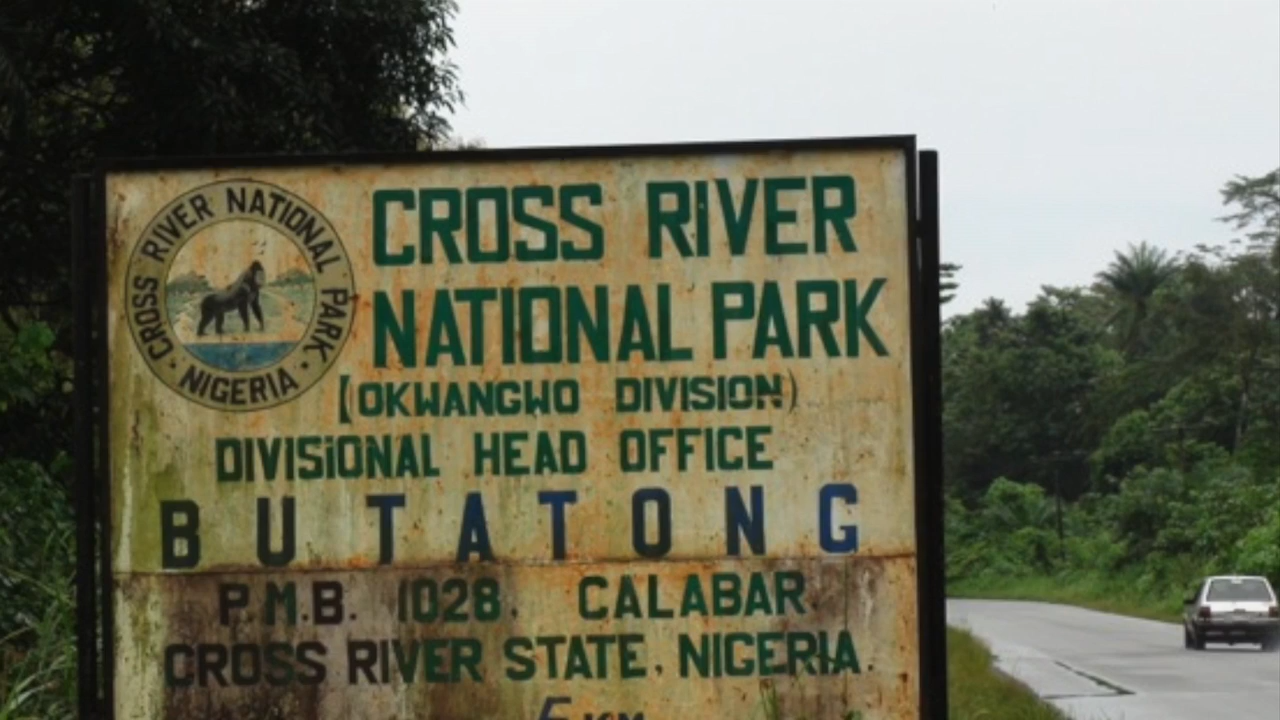 CROSS RIVER NATIONAL PARK
· NIGERIA ·
CROSS RIVER
NATIONAL PARK
(OKWANGWO DIVISION)
DIVISIONAL HEAD OFFICE
BUTATONG
P.M.B. 1028. CALABAR.
CROSS RIVER STATE, NIGERIA.
KM